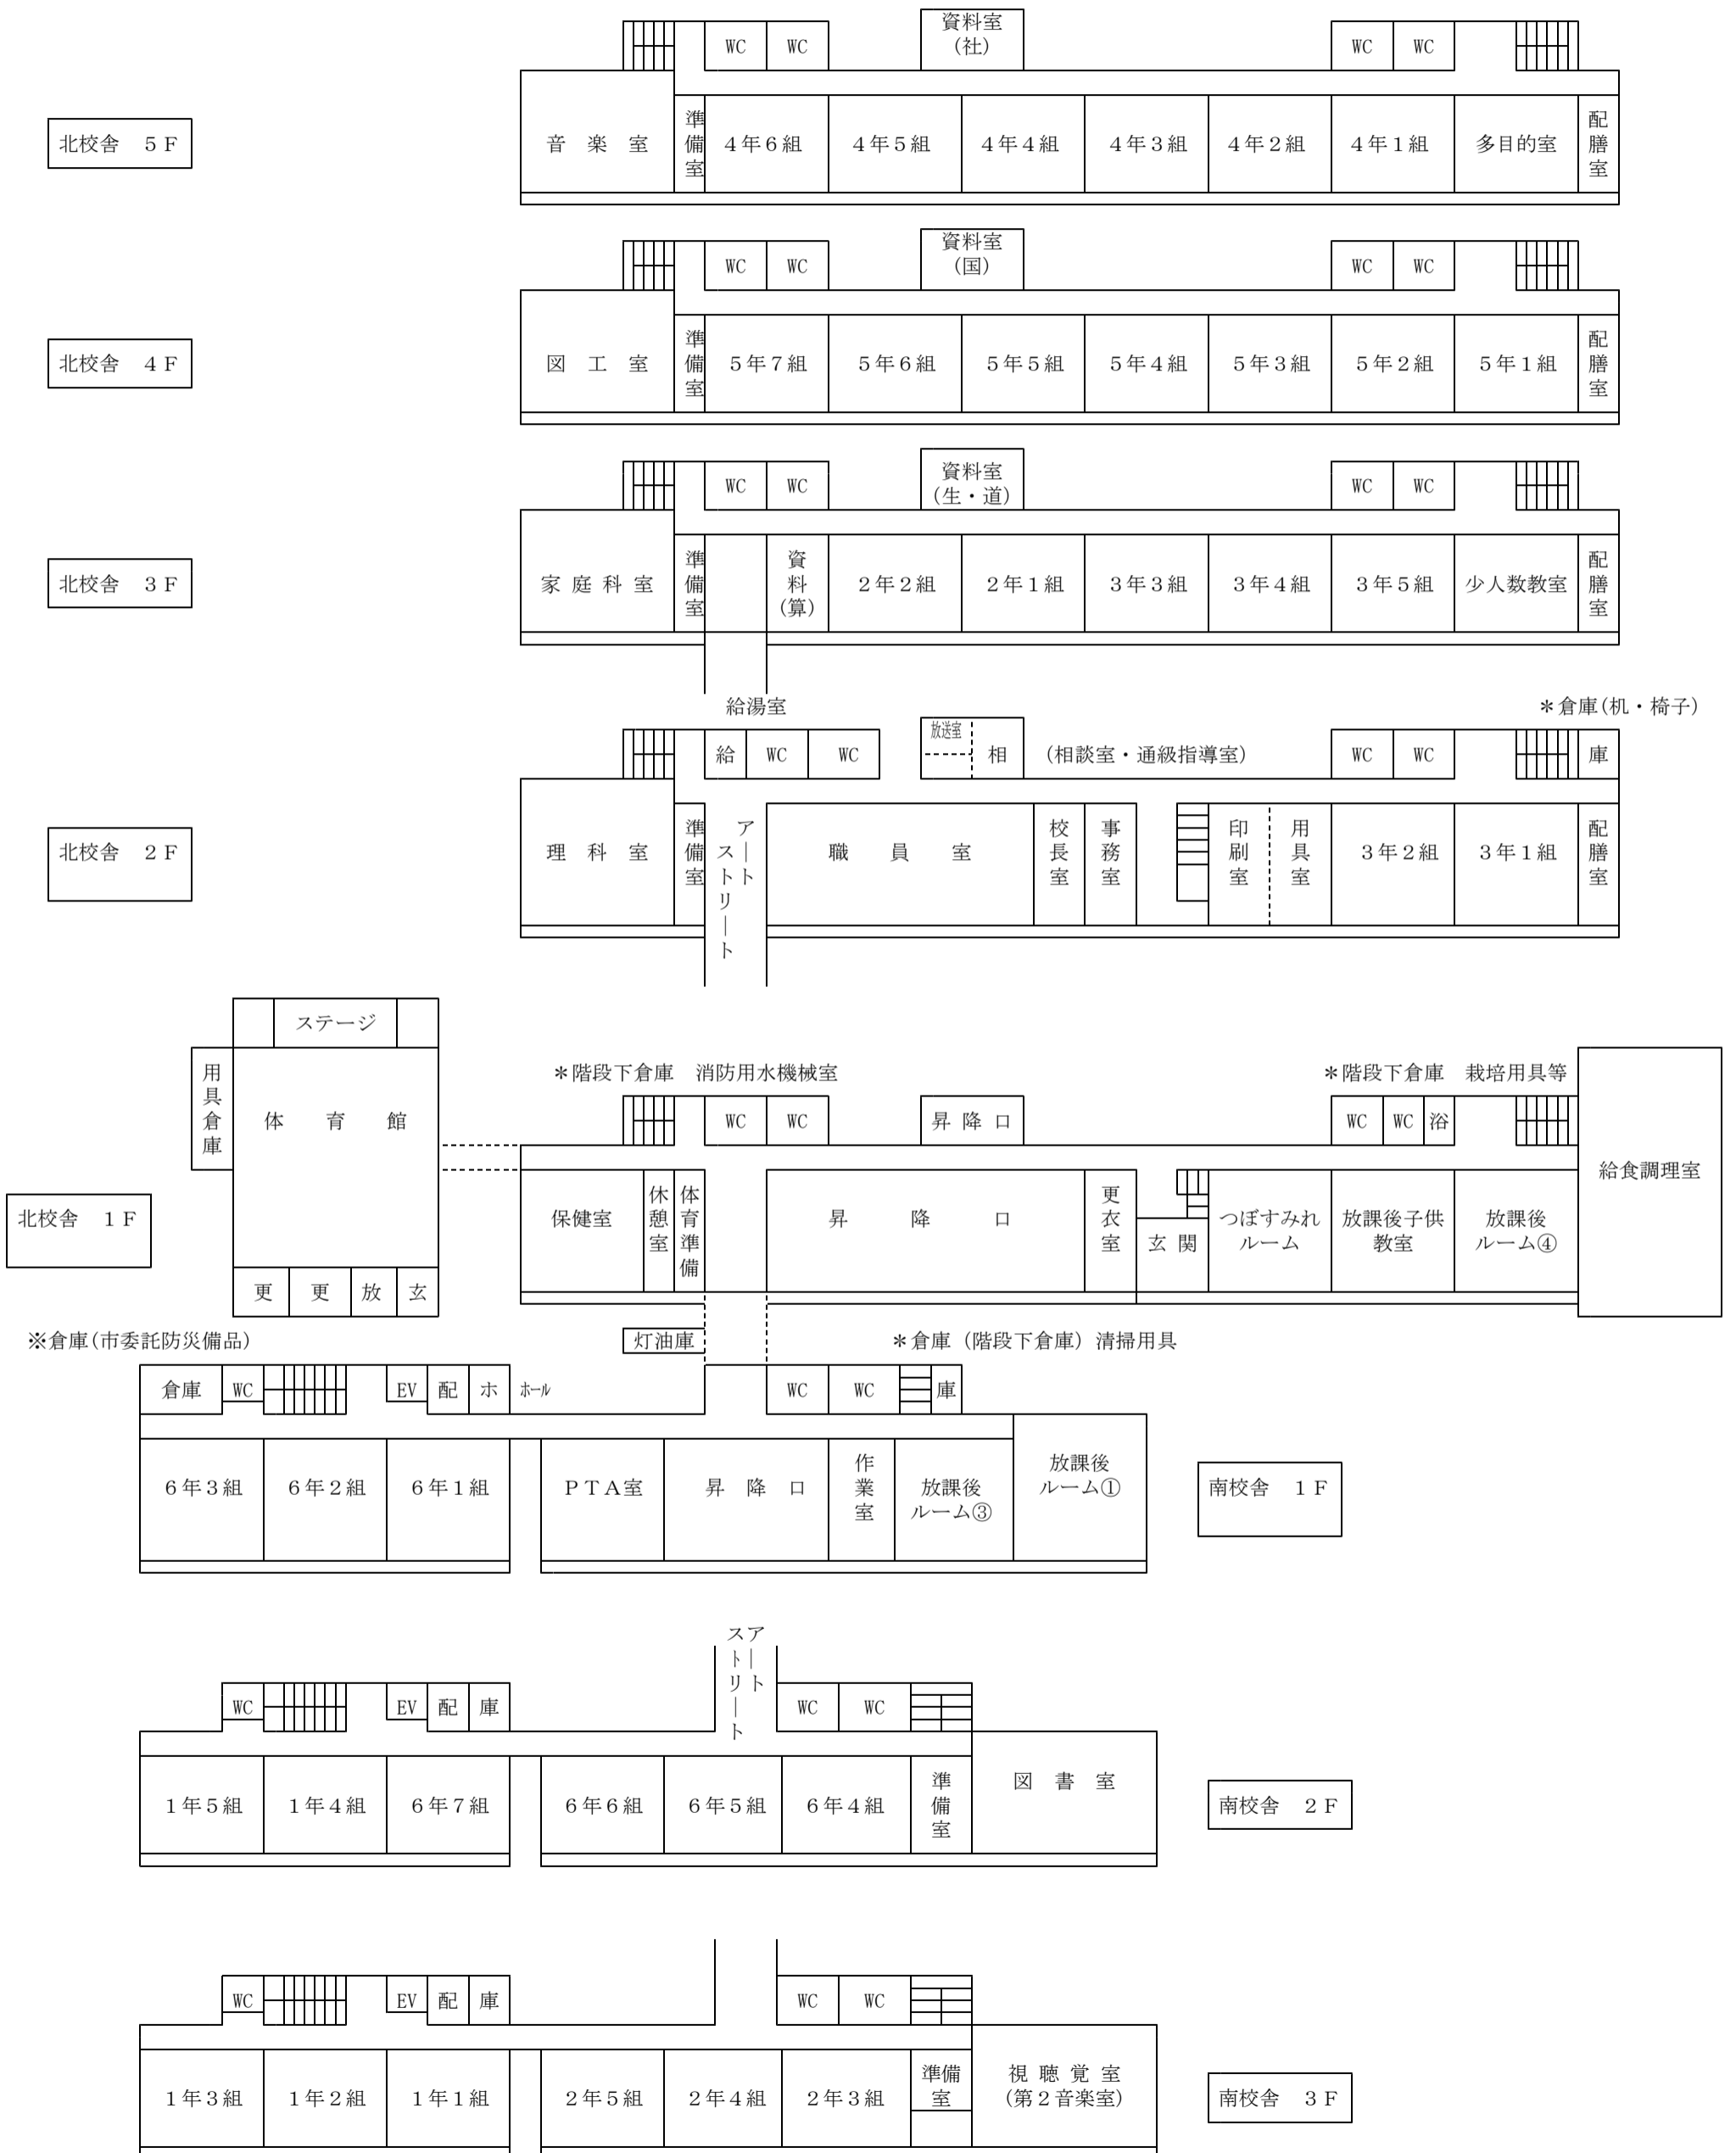 資料室
（社）
WC WC WC WC
北校舎　５Ｆ
音　楽　室 準備室 ４年６組 ４年５組 ４年４組 ４年３組 ４年２組 ４年１組 多目的室 配膳室
資料室
（国）
WC WC WC WC
北校舎　４Ｆ
図　工　室 準備室 ５年７組 ５年６組 ５年５組 ５年４組 ５年３組 ５年２組 ５年１組 配膳室
資料室
（生・道）
WC WC WC WC
北校舎　３Ｆ
家 庭 科 室 準備室 資料（算） ２年２組 ２年１組 ３年３組 ３年４組 ３年５組 少人数教室 配膳室
給湯室 ＊倉庫（机・椅子）
放送室
給 WC WC 相 （相談室・通級指導室） WC WC 庫
北校舎　２Ｆ
理　科　室 準備室 アートストリート 職　員　室 校長室 事務室 印刷室 用具室 ３年２組 ３年１組 配膳室
ステージ
用具倉庫 体　育　館
＊階段下倉庫　消防用水機械室 ＊階段下倉庫　栽培用具等
WC WC 昇 降 口 WC WC 浴
給食調理室
北校舎　１Ｆ
保健室 休憩室 体育準備 昇　降　口 更衣室 玄 関 つぼすみれ
ルーム 放課後子供
教室 放課後
ルーム④
更 更 放 玄
※倉庫（市委託防災備品） 灯油庫 ＊倉庫（階段下倉庫）清掃用具
倉庫 WC EV 配 ホ ホール WC WC 庫
６年３組 ６年２組 ６年１組 ＰＴＡ室 昇　降　口 作業室 放課後
ルーム③ 放課後
ルーム①
南校舎　１Ｆ
アートストリート
WC EV 配 庫 WC WC
１年５組 １年４組 ６年７組 ６年６組 ６年５組 ６年４組 準備室 図　書　室
南校舎　２Ｆ
WC EV 配 庫 WC WC
１年３組 １年２組 １年１組 ２年５組 ２年４組 ２年３組 準備室 視 聴 覚 室
（第２音楽室）
南校舎　３Ｆ